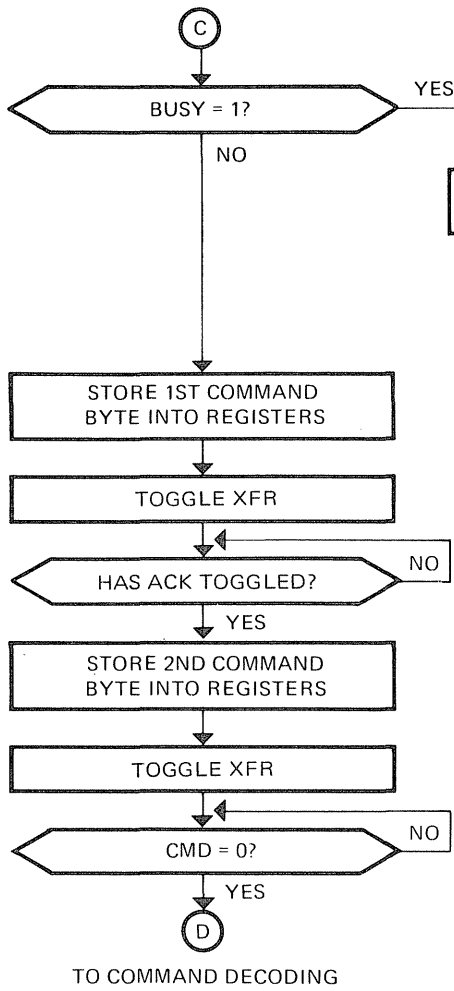 C
BUSY = 1?
YES
NO
STORE 1ST COMMAND
BYTE INTO REGISTERS
TOGGLE XFR
NO
HAS ACK TOGGLED?
YES
STORE 2ND COMMAND
BYTE INTO REGISTERS
TOGGLE XFR
NO
CMD = 0?
YES
D
TO COMMAND DECODING